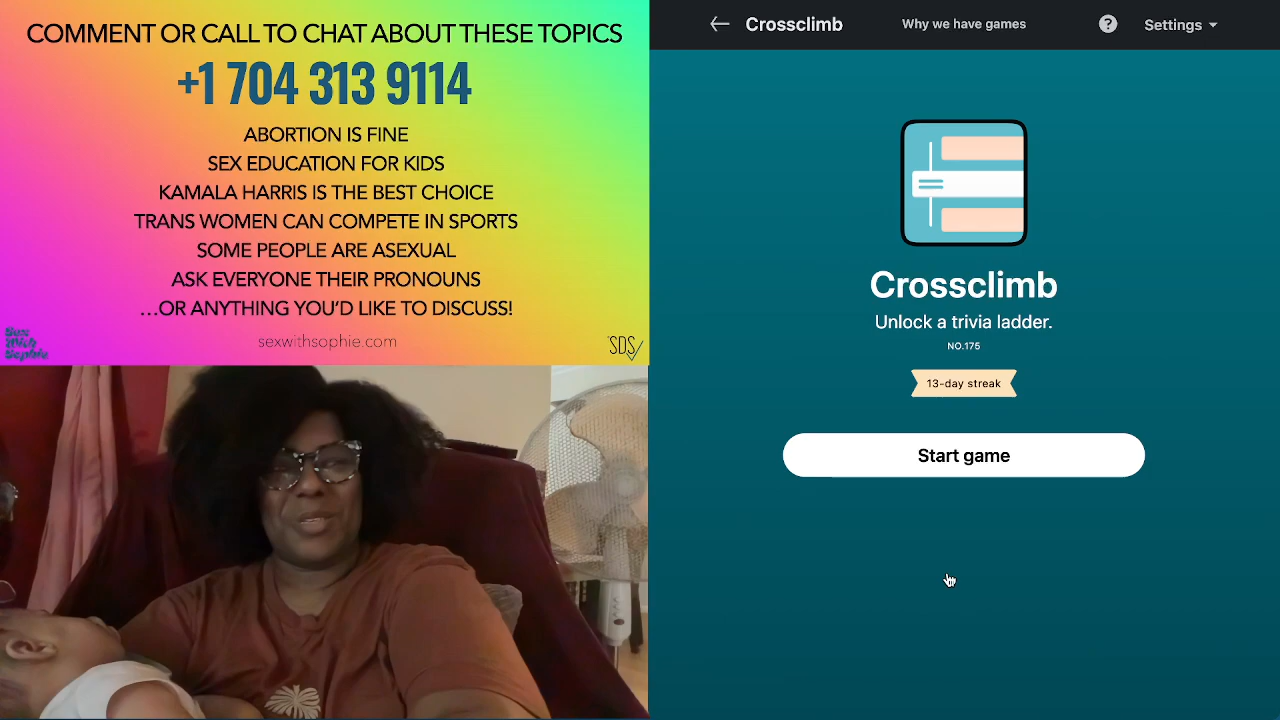 COMMENT OR CALL TO CHAT ABOUT THESE TOPICS
+1 704 313 9114
ABORTION IS FINE
SEX EDUCATION FOR KIDS
KAMALA HARRIS IS THE BEST CHOICE
TRANS WOMEN CAN COMPETE IN SPORTS
SOME PEOPLE ARE ASEXUAL
ASK EVERYONE THEIR PRONOUNS
...OR ANYTHING YOU'D LIKE TO DISCUSS!
sexwithsophie.com
Sex
With
Sophie
SDS
Crossclimb
Why we have games
?
Settings
Crossclimb
Unlock a trivia ladder.
NO.175
13-day streak
Start game